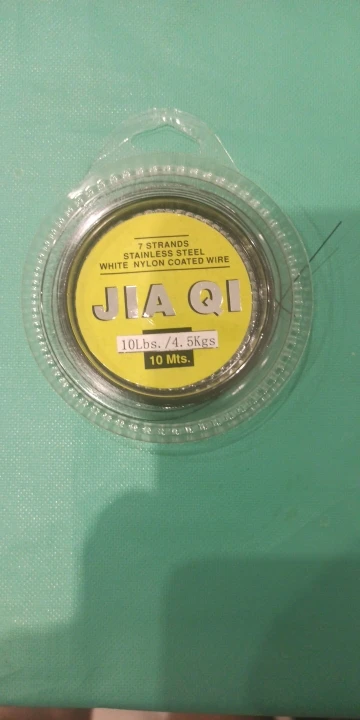 7 STRANDS
STAINLESS STEEL
WHITE NYLON COATED WIRE
JIA QI
10Lbs./4.5Kgs
10 Mts.